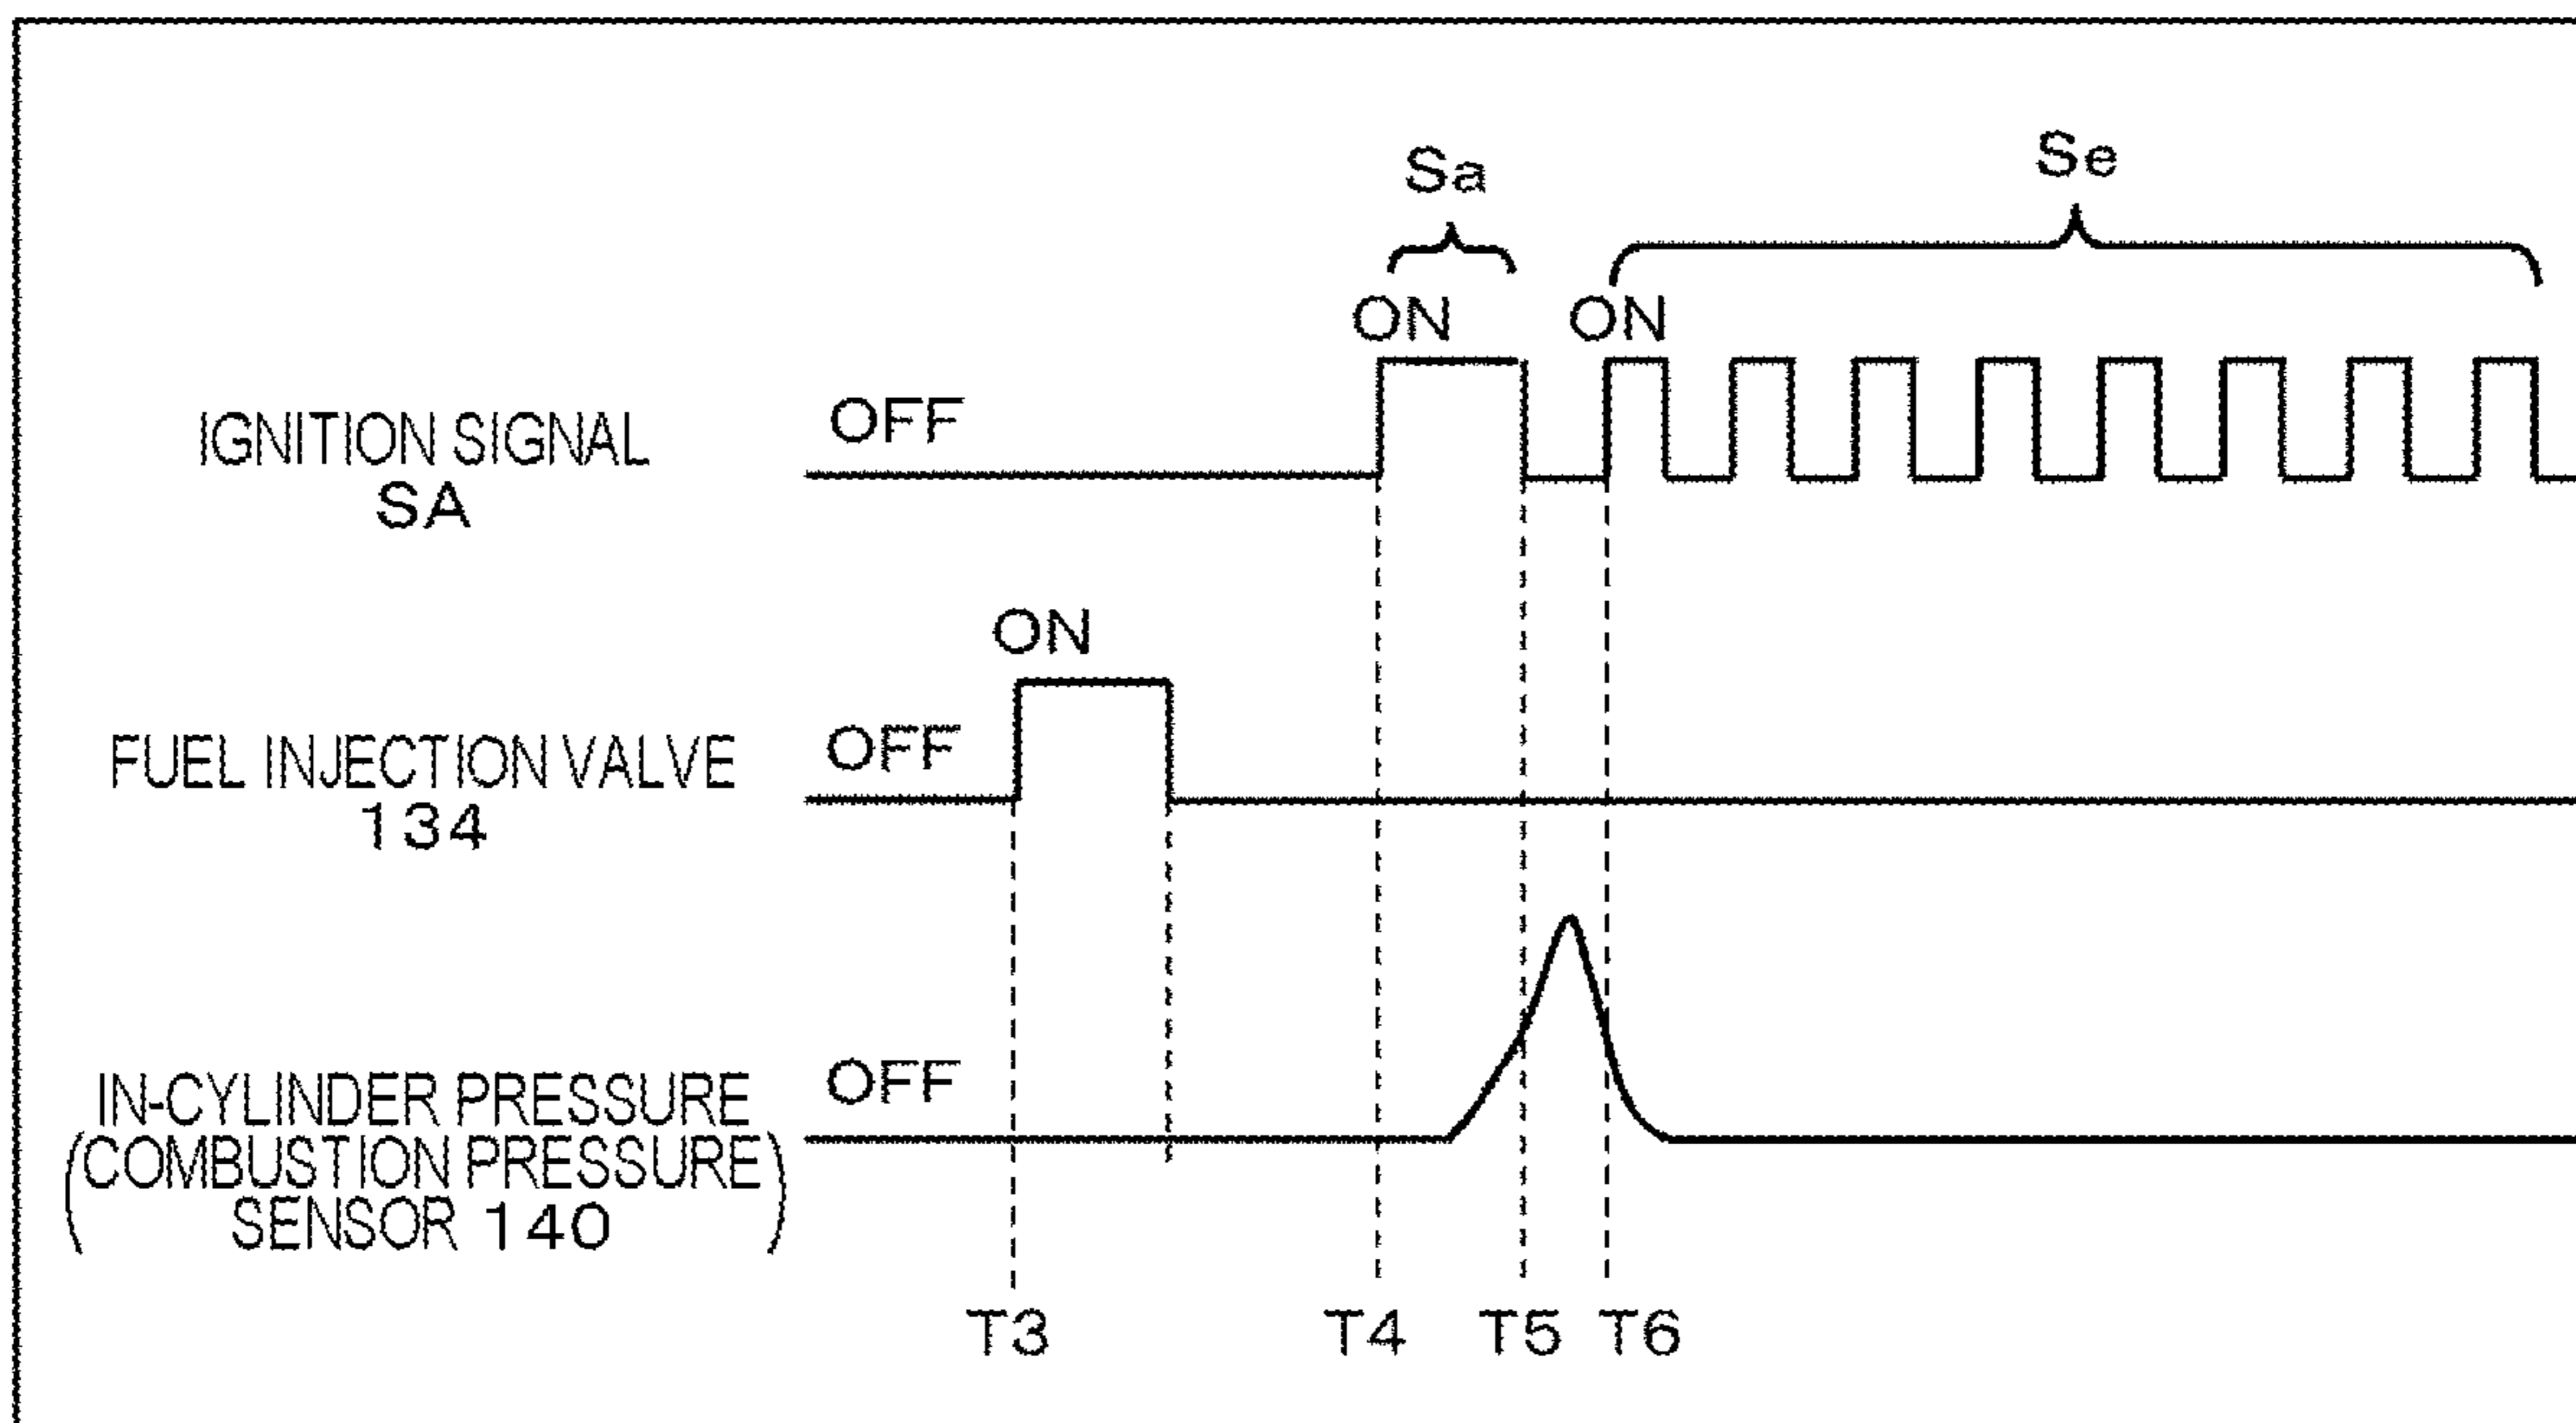 Sa
Se
ON
ON
IGNITION SIGNAL
SA
OFF
ON
FUEL INJECTION VALVE
134
OFF
IN-CYLINDER PRESSURE
(COMBUSTION PRESSURE)
SENSOR 140
OFF
T3
T4
T5
T6